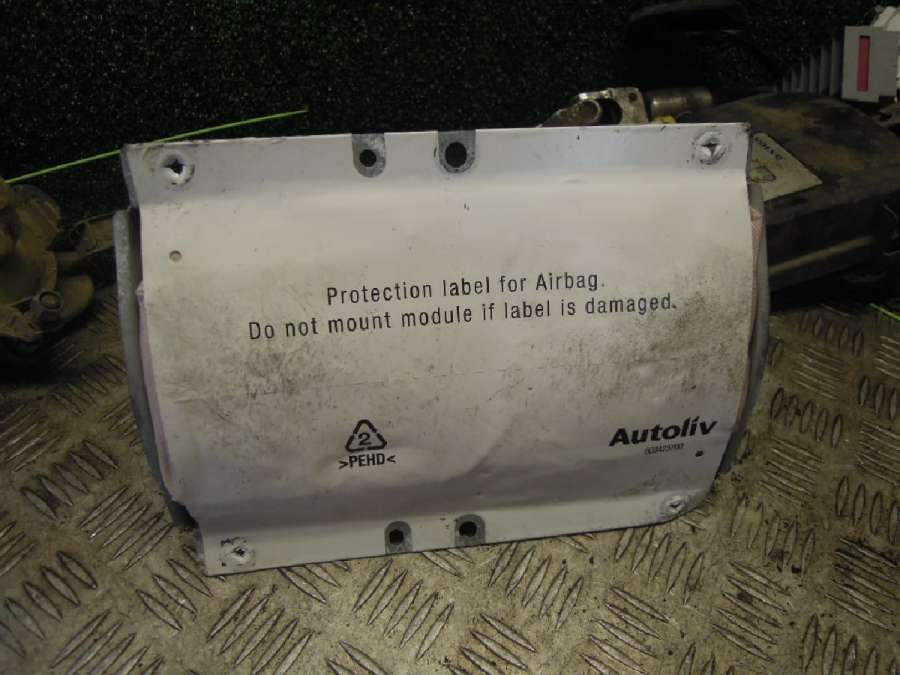 Protection label for Airbag.
Do not mount module if label is damaged.
2
>PEHD<
Autoliv